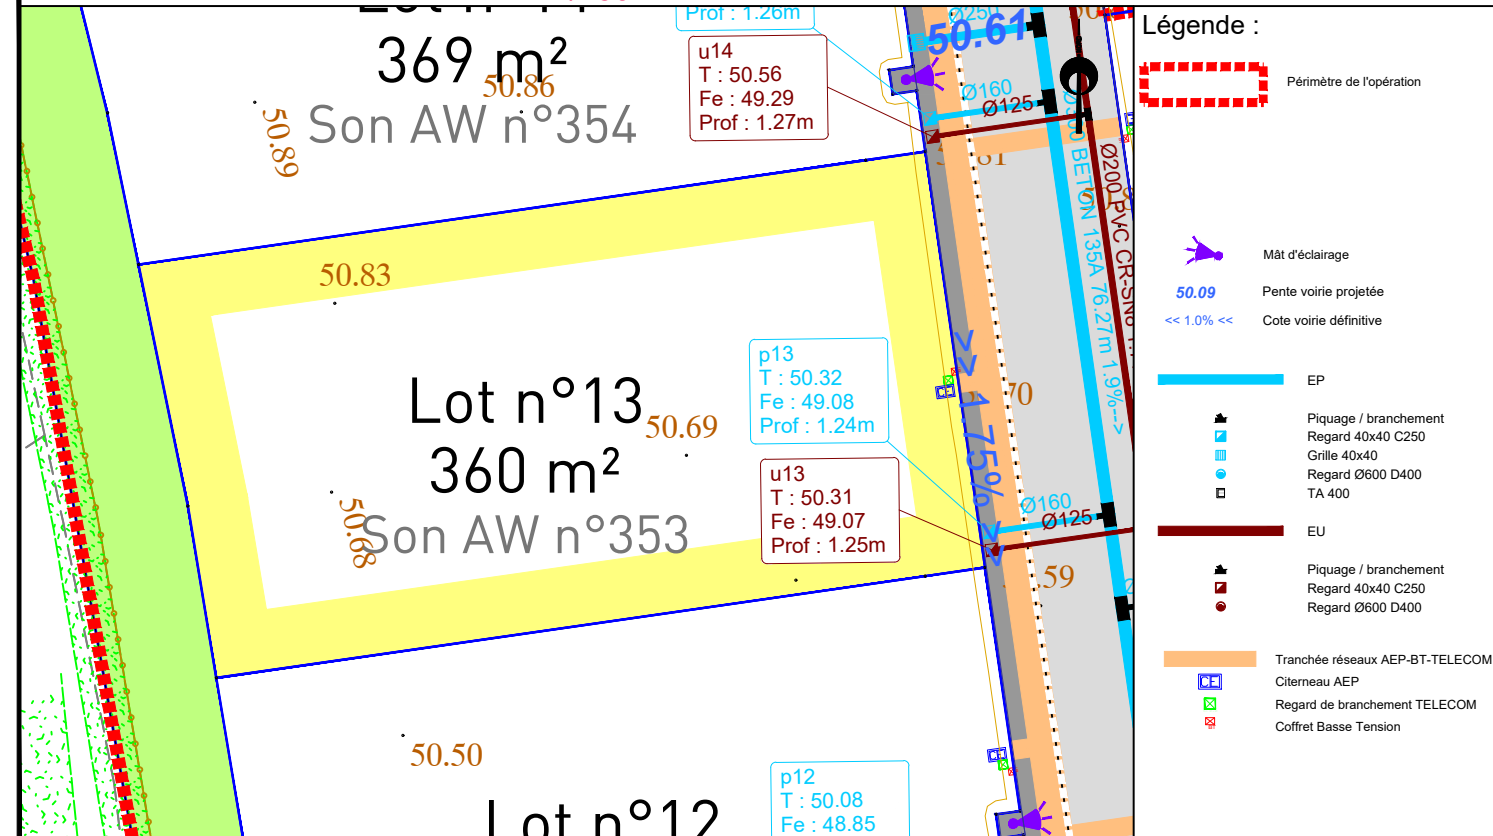 369 m²
50.86
Son AW n°354
50.89
Prof : 1.26m
u14
T : 50.56
Fe : 49.29
Prof : 1.27m
Ø250
50.61
Ø160
Ø125
50.83
Lot n°13
360 m²
Son AW n°353
50.69
50.68
p13
T : 50.32
Fe : 49.08
Prof : 1.24m
u13
T : 50.31
Fe : 49.07
Prof : 1.25m
>> 1.75% >>
BETON 135A 76.27m 1.9%-->
Ø200 PVC CR-SN8
CE
Ø160
Ø125
50.50
Lot n°12
p12
T : 50.08
Fe : 48.85
CE
Légende :
Périmètre de l'opération
Mât d'éclairage
50.09 Pente voirie projetée
<< 1.0% << Cote voirie définitive
EP
Piquage / branchement
Regard 40x40 C250
Grille 40x40
Regard Ø600 D400
TA 400
EU
Piquage / branchement
Regard 40x40 C250
Regard Ø600 D400
Tranchée réseaux AEP-BT-TELECOM
CE Citerneau AEP
Regard de branchement TELECOM
Coffret Basse Tension